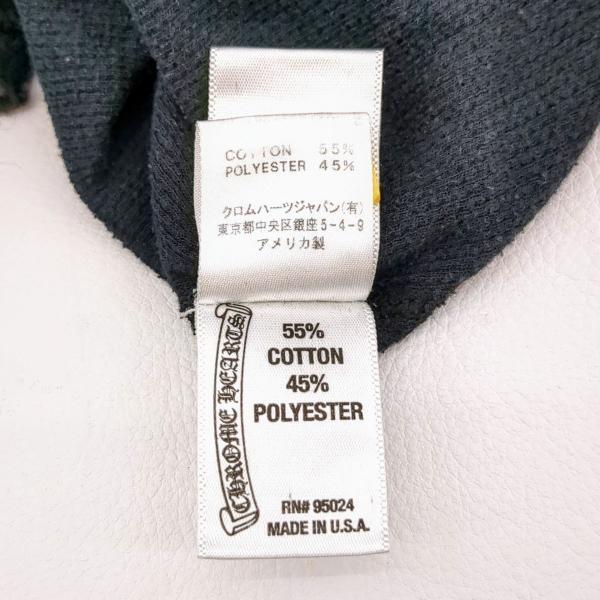 COTTON 55%
POLYESTER 45%
クロムハーツジャパン(有)
東京都中央区銀座5-4-9
アメリカ製
CHROME HEARTS
55%
COTTON
45%
POLYESTER
RN# 95024
MADE IN U.S.A.